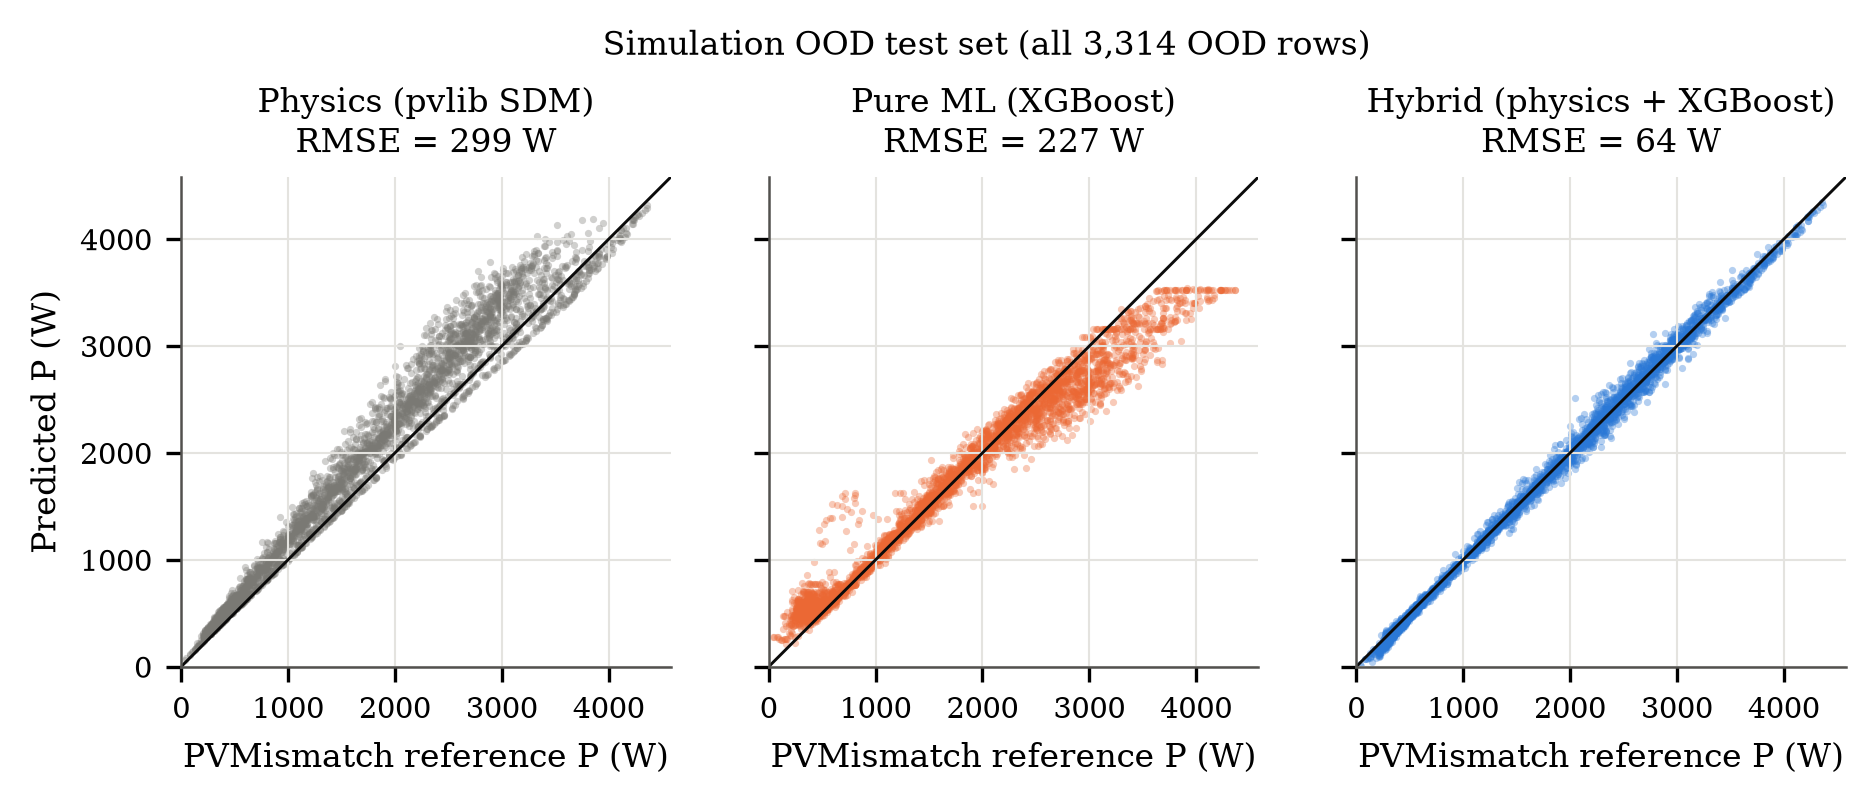 Simulation OOD test set (all 3,314 OOD rows)
Physics (pvlib SDM)
RMSE = 299 W
Pure ML (XGBoost)
RMSE = 227 W
Hybrid (physics + XGBoost)
RMSE = 64 W
Predicted P (W)
4000
3000
2000
1000
0
0 1000 2000 3000 4000
0 1000 2000 3000 4000
0 1000 2000 3000 4000
PVMismatch reference P (W)
PVMismatch reference P (W)
PVMismatch reference P (W)